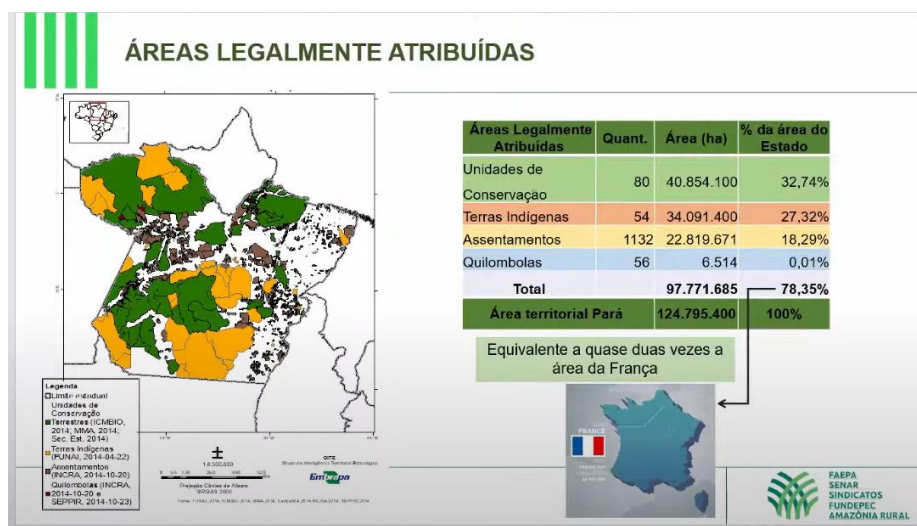 ÁREAS LEGALMENTE ATRIBUÍDAS
Áreas Legalmente Atribuídas
Quant.
Área (ha)
% da área do Estado
Unidades de Conservação
80
40.854.100
32,74%
Terras Indígenas
54
34.091.400
27,32%
Assentamentos
1132
22.819.671
18,29%
Quilombolas
56
6.514
0,01%
Total
97.771.685
78,35%
Área territorial Pará
124.795.400
100%
Equivalente a quase duas vezes a
área da França
FRANCE
Legenda
Limite estadual
Unidades de
Conservação
Terrestres (ICMBIO,
2014; MMA, 2014;
Sec. Est. 2014)
Terras Indígenas
(FUNAI, 2014-04-22)
Assentamentos
(INCRA, 2014-10-20)
Quilombolas (INCRA,
2014-10-20 e
SEPPIR, 2014-10-23)
GITE
Embrapa
FAEPA
SENAR
SINDICATOS
FUNDEPEC
AMAZÔNIA RURAL